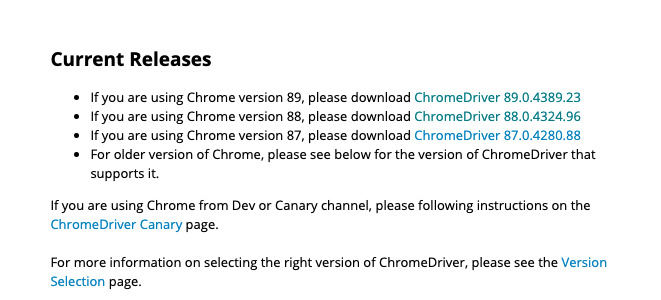 Current Releases
• If you are using Chrome version 89, please download ChromeDriver 89.0.4389.23
• If you are using Chrome version 88, please download ChromeDriver 88.0.4324.96
• If you are using Chrome version 87, please download ChromeDriver 87.0.4280.88
• For older version of Chrome, please see below for the version of ChromeDriver that
supports it.
If you are using Chrome from Dev or Canary channel, please following instructions on the
ChromeDriver Canary page.
For more information on selecting the right version of ChromeDriver, please see the Version
Selection page.